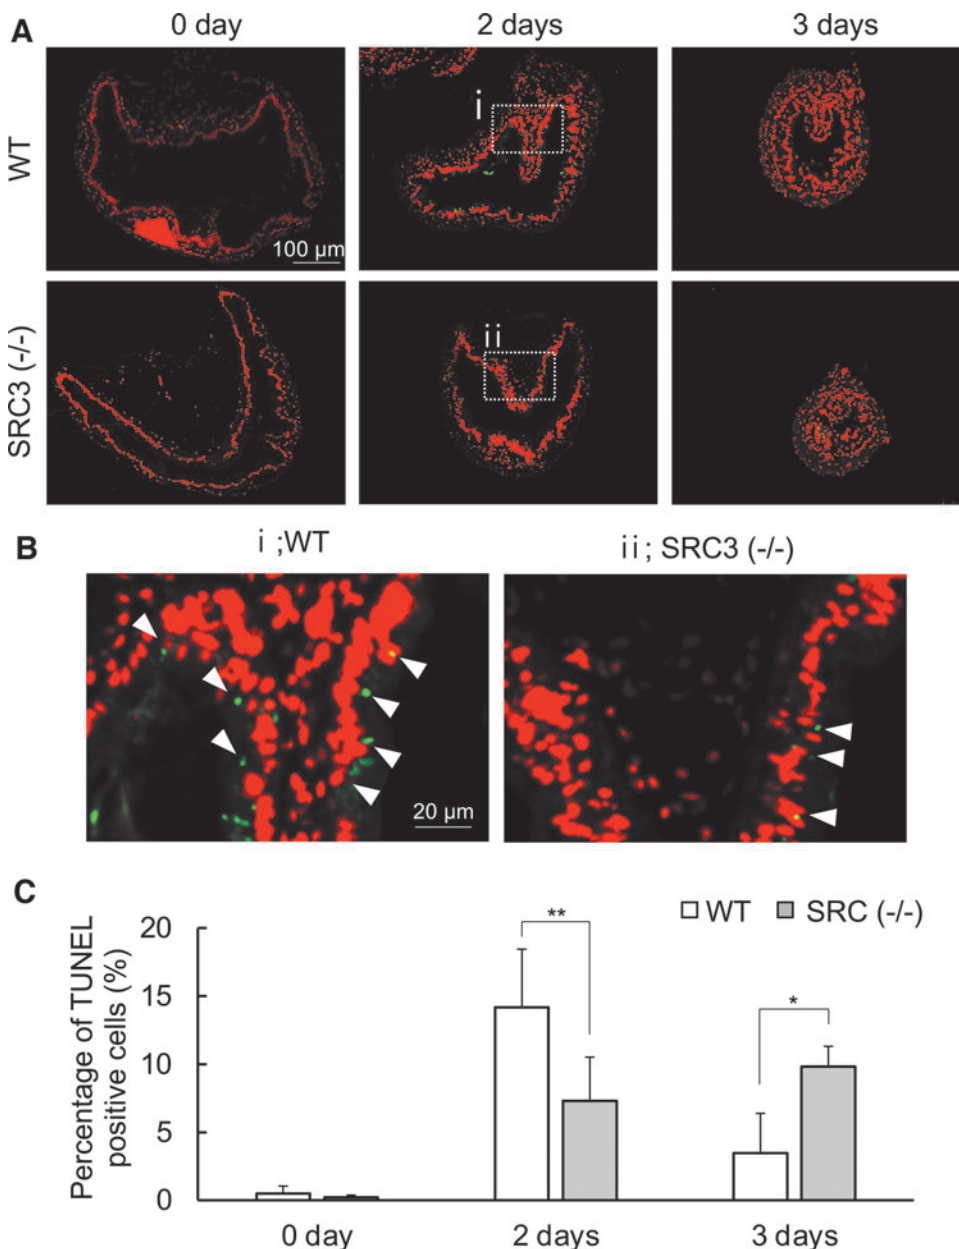 A
0 day 2 days 3 days
WT
i
100 µm
SRC3 (-/-)
ii
B
i ;WT
ii; SRC3 (-/-)
20 µm
C
WT SRC (-/-)
Percentage of TUNEL
positive cells (%)
20
15
10
5
0
**
*
0 day 2 days 3 days